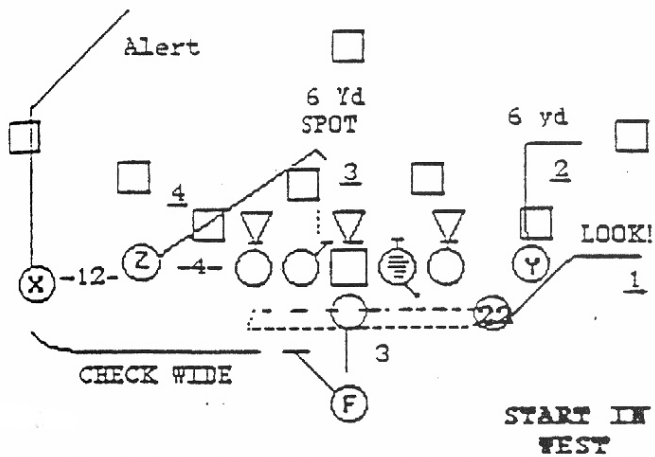 Alert
6 Yd
SPOT
6 yd
3
2
4
LOOK!
Z
-4-
Y
X
-12-
1
22
3
CHECK WIDE
F
START IN
WEST